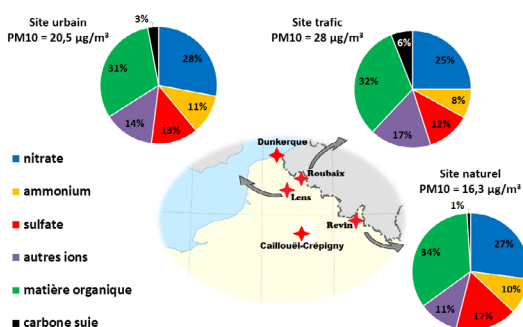 Site urbain
PM10 = 20,5 µg/m³
3%
28%
11%
13%
14%
31%
Site trafic
PM10 = 28 µg/m³
6%
25%
8%
12%
17%
32%
nitrate
ammonium
sulfate
autres ions
matière organique
carbone suie
Dunkerque
Roubaix
Lens
Revin
Caillouël-Crépigny
Site naturel
PM10 = 16,3 µg/m³
1%
27%
10%
17%
11%
34%